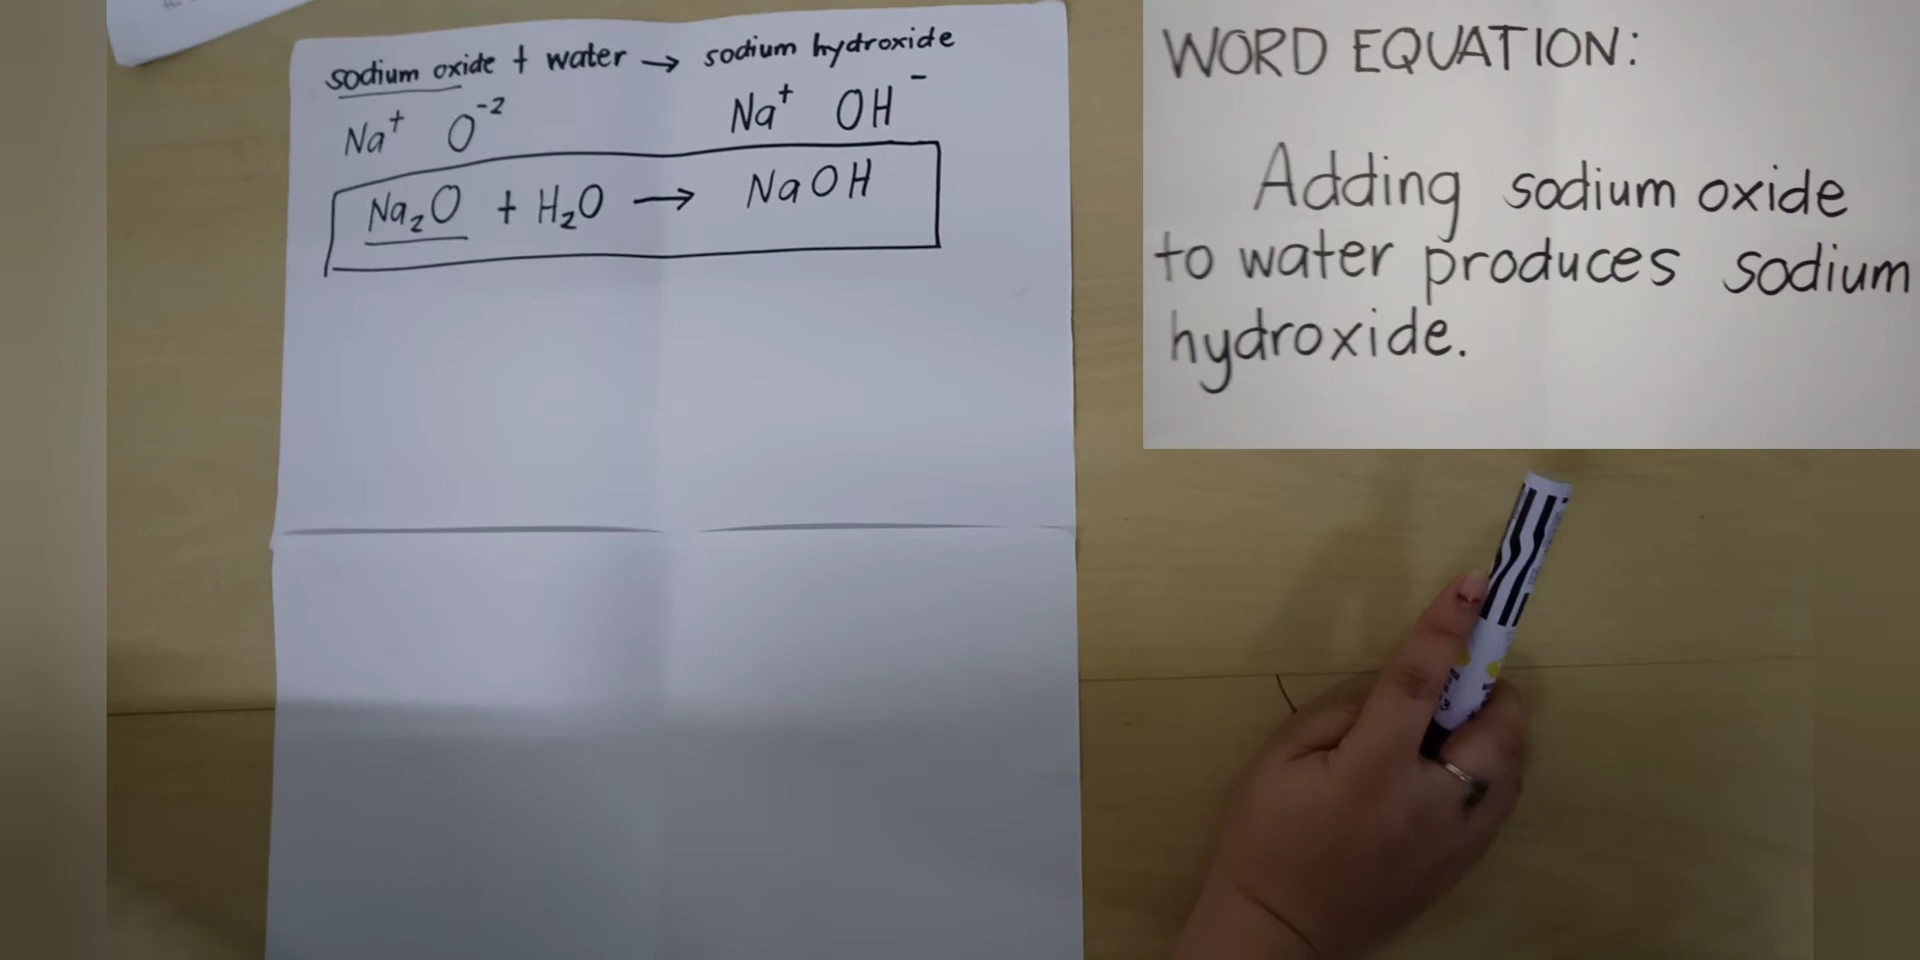 sodium oxide + water → sodium hydroxide
Na⁺ O⁻² Na⁺ OH⁻
Na₂O + H₂O → NaOH
WORD EQUATION:
Adding sodium oxide
to water produces sodium
hydroxide.